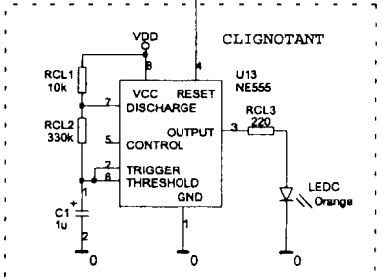 VDD
CLIGNOTANT
RCL1
10k
8
4
U13
NE555
VCC
RESET
7
DISCHARGE
RCL2
330k
OUTPUT
3
RCL3
220
5
CONTROL
2
TRIGGER
6
THRESHOLD
GND
1
C1
1u
+
2
1
LEDC
Orange
0
0
0